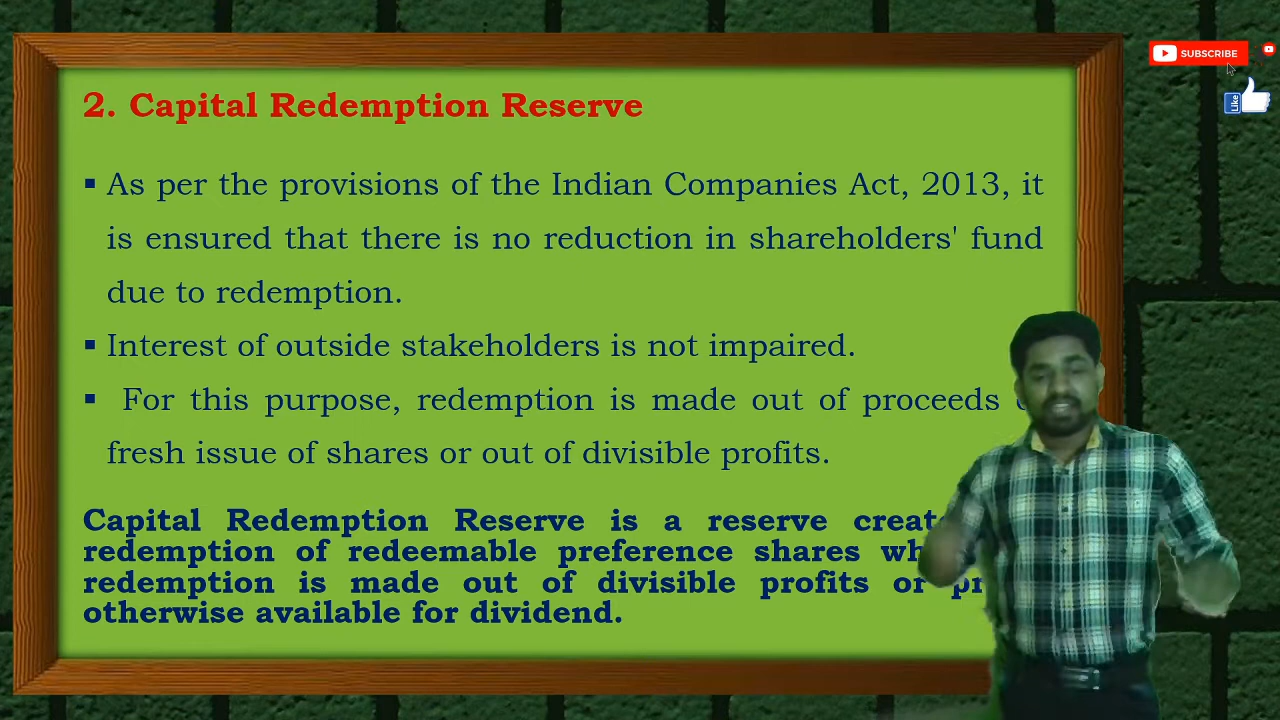 2. Capital Redemption Reserve
▪ As per the provisions of the Indian Companies Act, 2013, it
is ensured that there is no reduction in shareholders' fund
due to redemption.
▪ Interest of outside stakeholders is not impaired.
▪ For this purpose, redemption is made out of proceeds
fresh issue of shares or out of divisible profits.
Capital Redemption Reserve is a reserve
redemption of redeemable preference shares
redemption is made out of divisible profits or
otherwise available for dividend.
SUBSCRIBE
Like